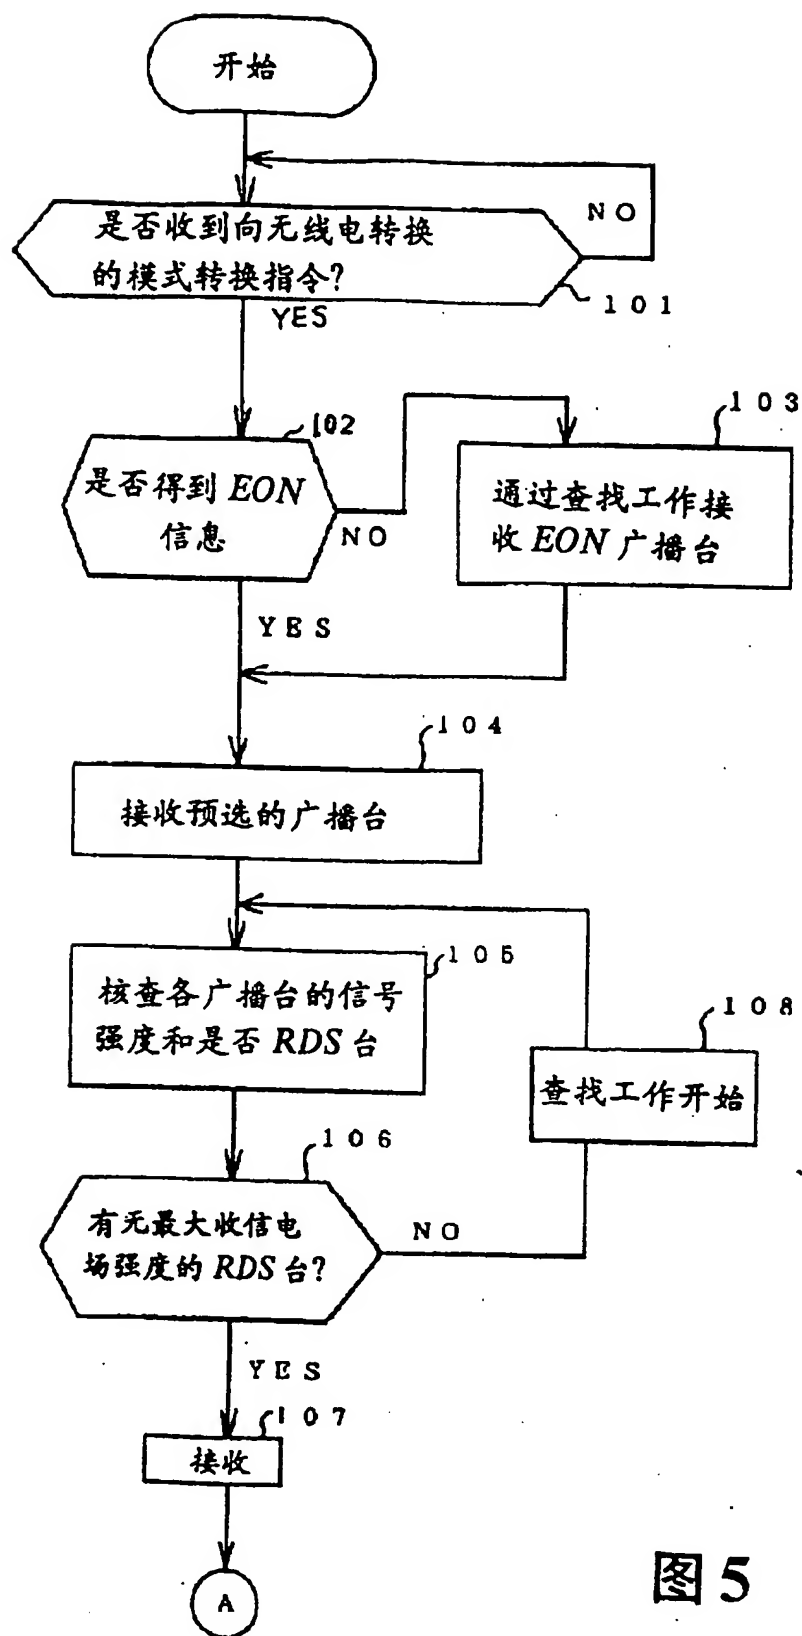 开始
NO
是否收到向无线电转换
的模式转换指令?
101
YES
102
103
是否得到 EON
信息
NO
通过查找工作接
收 EON 广播台
YES
104
接收预选的广播台
105
核查各广播台的信号
强度和是否 RDS 台
108
查找工作开始
106
有无最大收信电
场强度的 RDS 台?
NO
YES
107
接收
A
图 5